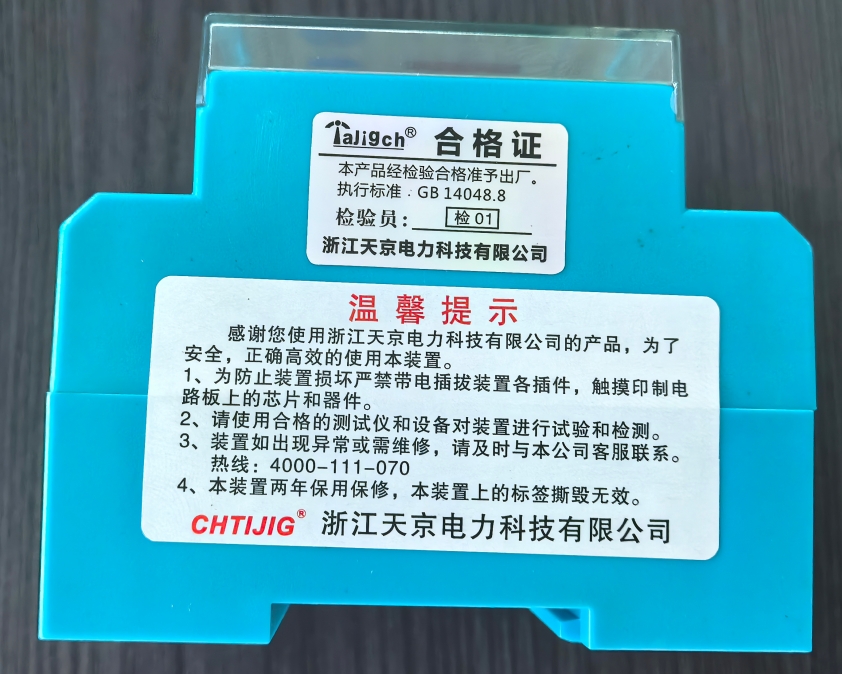 Taligch® 合格证
本产品经检验合格准予出厂。
执行标准：GB 14048.8
检验员：检 01
浙江天京电力科技有限公司
温馨提示
感谢您使用浙江天京电力科技有限公司的产品，为了
安全，正确高效的使用本装置。
1、为防止装置损坏严禁带电插拔装置各插件，触摸印制电
路板上的芯片和器件。
2、请使用合格的测试仪和设备对装置进行试验和检测。
3、装置如出现异常或需维修，请及时与本公司客服联系。
热线：4000-111-070
4、本装置两年保用保修，本装置上的标签撕毁无效。
CHTIJIG® 浙江天京电力科技有限公司